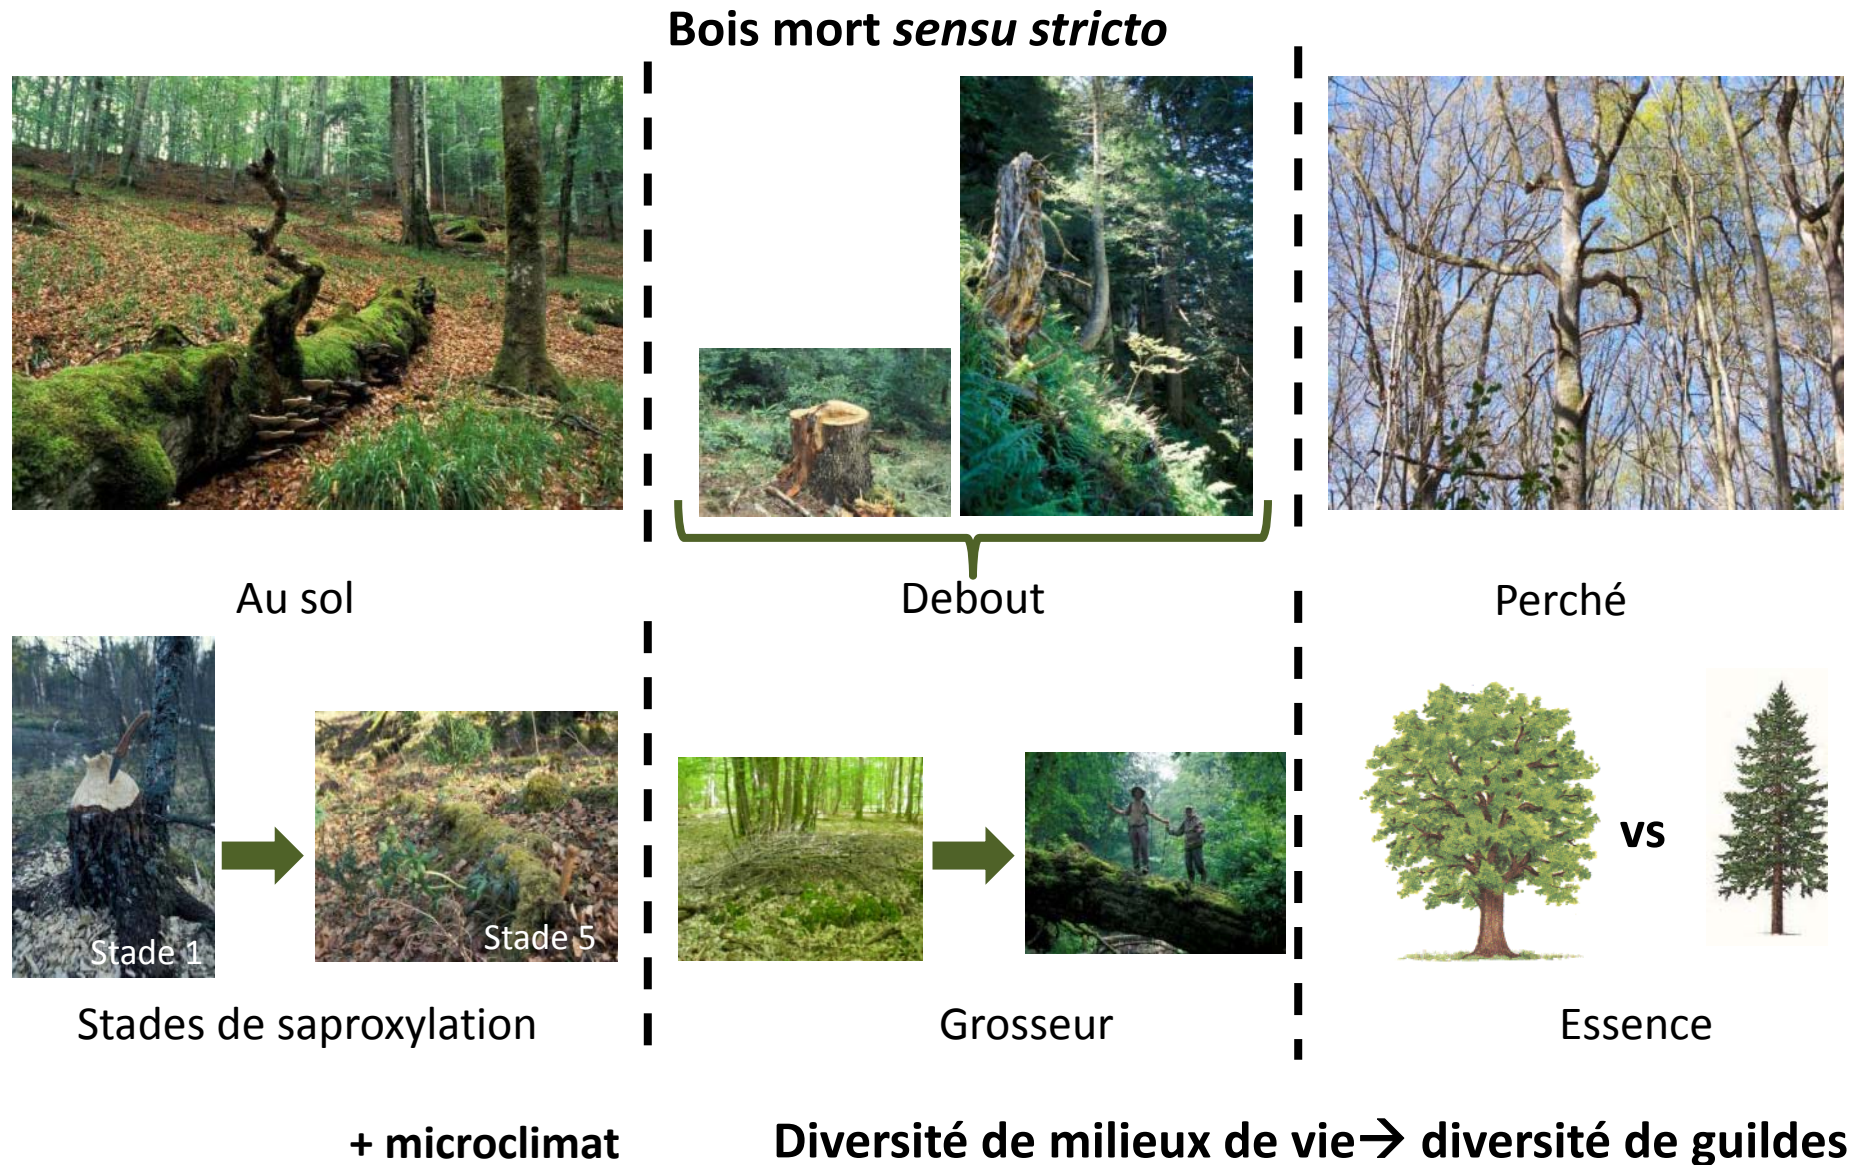 Bois mort sensu stricto
Au sol
Debout
Perché
vs
Stade 1
Stade 5
Stades de saproxylation
Grosseur
Essence
+ microclimat
Diversité de milieux de vie→ diversité de guildes